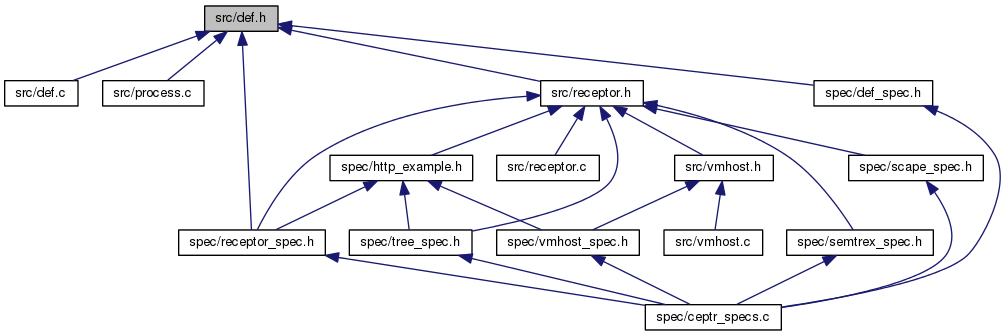 src/def.h
src/def.c
src/process.c
src/receptor.h
spec/def_spec.h
spec/http_example.h
src/receptor.c
src/vmhost.h
spec/scape_spec.h
spec/receptor_spec.h
spec/tree_spec.h
spec/vmhost_spec.h
src/vmhost.c
spec/semtrex_spec.h
spec/ceptr_specs.c